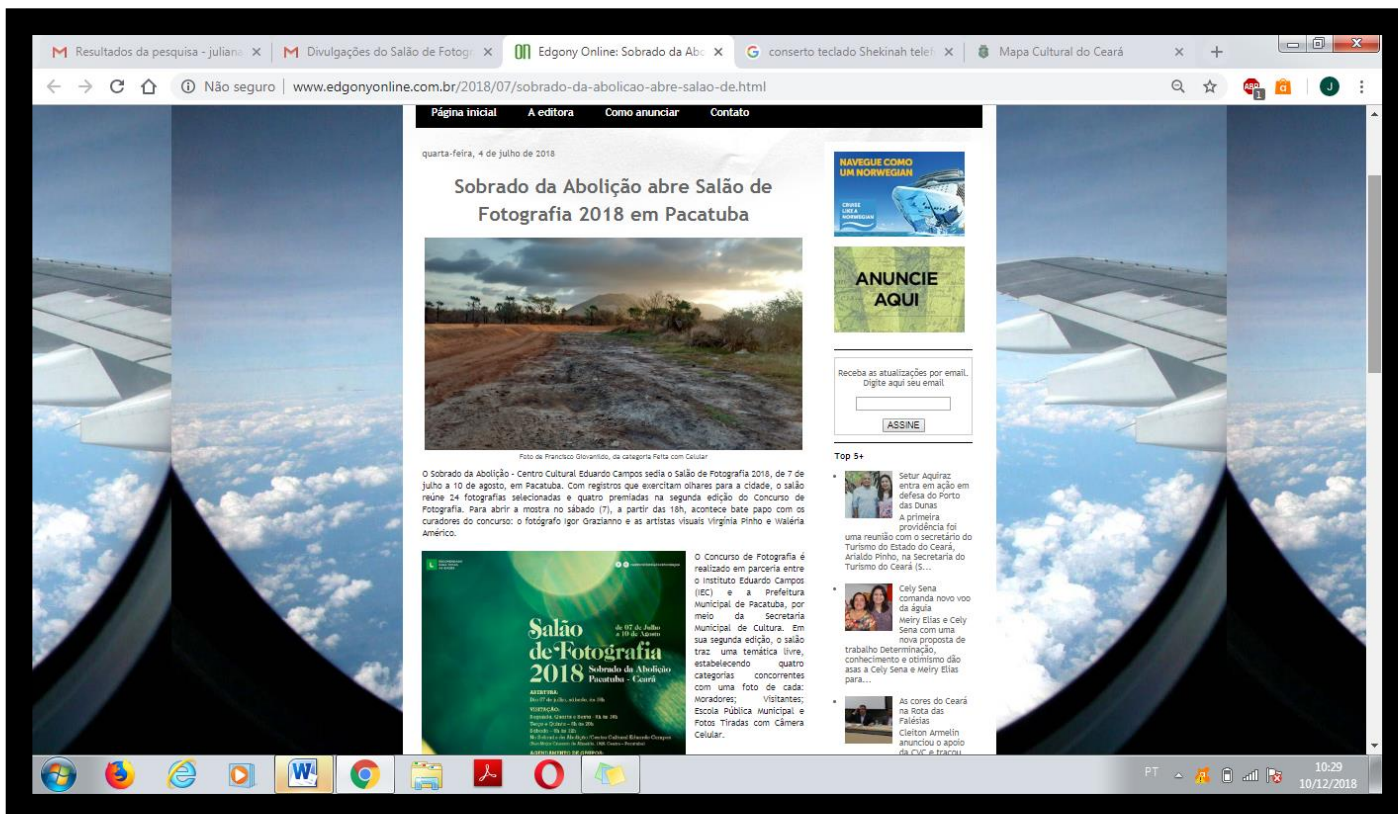 Resultados da pesquisa - juliana
Divulgações do Salão de Fotogr
Edgony Online: Sobrado da Abo
conserto teclado Shekinah telef
Mapa Cultural do Ceará
Não seguro | www.edgonyonline.com.br/2018/07/sobrado-da-abolicao-abre-salao-de.html
Página inicial A editora Como anunciar Contato
quarta-feira, 4 de julho de 2018
Sobrado da Abolição abre Salão de
Fotografia 2018 em Pacatuba
Foto de Francisco Giovanildo, da categoria Feita com Celular
O Sobrado da Abolição - Centro Cultural Eduardo Campos sedia o Salão de Fotografia 2018, de 7 de
julho a 10 de agosto, em Pacatuba. Com registros que exercitam olhares para a cidade, o salão
reúne 24 fotografias selecionadas e quatro premiadas na segunda edição do Concurso de
Fotografia. Para abrir a mostra no sábado (7), a partir das 18h, acontece bate papo com os
curadores do concurso: o fotógrafo Igor Grazianno e as artistas visuais Virgínia Pinho e Waléria
Américo.
Salão
de Fotografia
2018
de 07 de Julho
a 10 de Agosto
Sobrado da Abolição
Pacatuba - Ceará
ABERTURA:
Dia 07 de julho, sábado, às 18h
VISITAÇÃO:
O Concurso de Fotografia é
realizado em parceria entre
o Instituto Eduardo Campos
(IEC) e a Prefeitura
Municipal de Pacatuba, por
meio da Secretaria
Municipal de Cultura. Em
sua segunda edição, o salão
traz uma temática livre,
estabelecendo quatro
categorias concorrentes
com uma foto de cada:
Moradores; Visitantes;
Escola Pública Municipal e
Fotos Tiradas com Câmera
Celular.
NAVEGUE COMO
UM NORWEGIAN
CRUISE
LIKE A
NORWEGIAN
ANUNCIE
AQUI
Receba as atualizações por email.
Digite aqui seu email
ASSINE
Top 5+
Setur Aquiraz
entra em ação em
defesa do Porto
das Dunas
A primeira
providência foi
uma reunião com o secretário do
Turismo do Estado do Ceará,
Arialdo Pinho, na Secretaria do
Turismo do Ceará (S...
Cely Sena
comanda novo voo
da águia
Meiry Elias e Cely
Sena com uma
nova proposta de
trabalho Determinação,
conhecimento e otimismo dão
asas a Cely Sena e Meiry Elias
para...
As cores do Ceará
na Rota das
Falésias
Cleiton Armelin
anunciou o apoio
da CVC e traçou
PT
10:29
10/12/2018